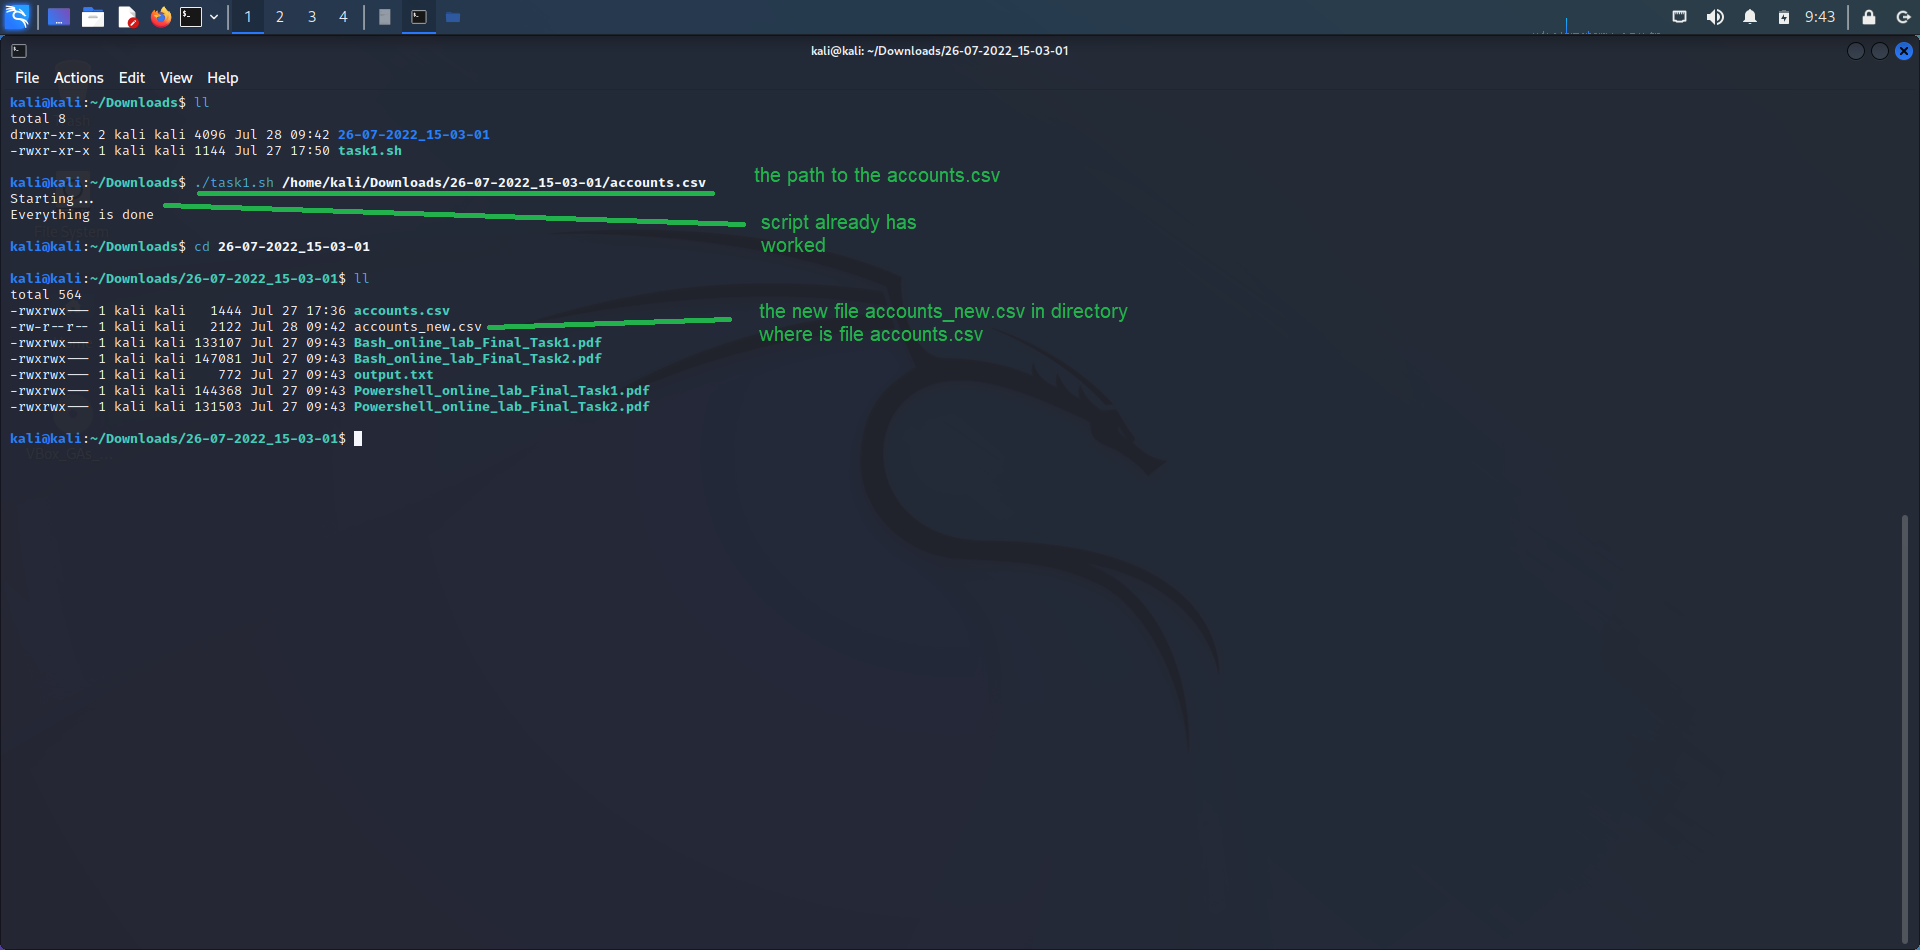 1 2 3 4 9:43
kali@kali: ~/Downloads/26-07-2022_15-03-01
File Actions Edit View Help
kali@kali:~/Downloads$ ll
total 8
drwxr-xr-x 2 kali kali 4096 Jul 28 09:42 26-07-2022_15-03-01
-rwxr-xr-x 1 kali kali 1144 Jul 27 17:50 task1.sh
kali@kali:~/Downloads$ ./task1.sh /home/kali/Downloads/26-07-2022_15-03-01/accounts.csv
the path to the accounts.csv
Starting...
Everything is done
script already has
worked
File System
kali@kali:~/Downloads$ cd 26-07-2022_15-03-01
kali@kali:~/Downloads/26-07-2022_15-03-01$ ll
total 564
-rwxrwx--- 1 kali kali 1444 Jul 27 17:36 accounts.csv
-rw-r--r-- 1 kali kali 2122 Jul 28 09:42 accounts_new.csv
the new file accounts_new.csv in directory
where is file accounts.csv
-rwxrwx--- 1 kali kali 133107 Jul 27 09:43 Bash_online_lab_Final_Task1.pdf
-rwxrwx--- 1 kali kali 147081 Jul 27 09:43 Bash_online_lab_Final_Task2.pdf
-rwxrwx--- 1 kali kali 772 Jul 27 09:43 output.txt
-rwxrwx--- 1 kali kali 144368 Jul 27 09:43 Powershell_online_lab_Final_Task1.pdf
-rwxrwx--- 1 kali kali 131503 Jul 27 09:43 Powershell_online_lab_Final_Task2.pdf
kali@kali:~/Downloads/26-07-2022_15-03-01$
VBox_GAs_...